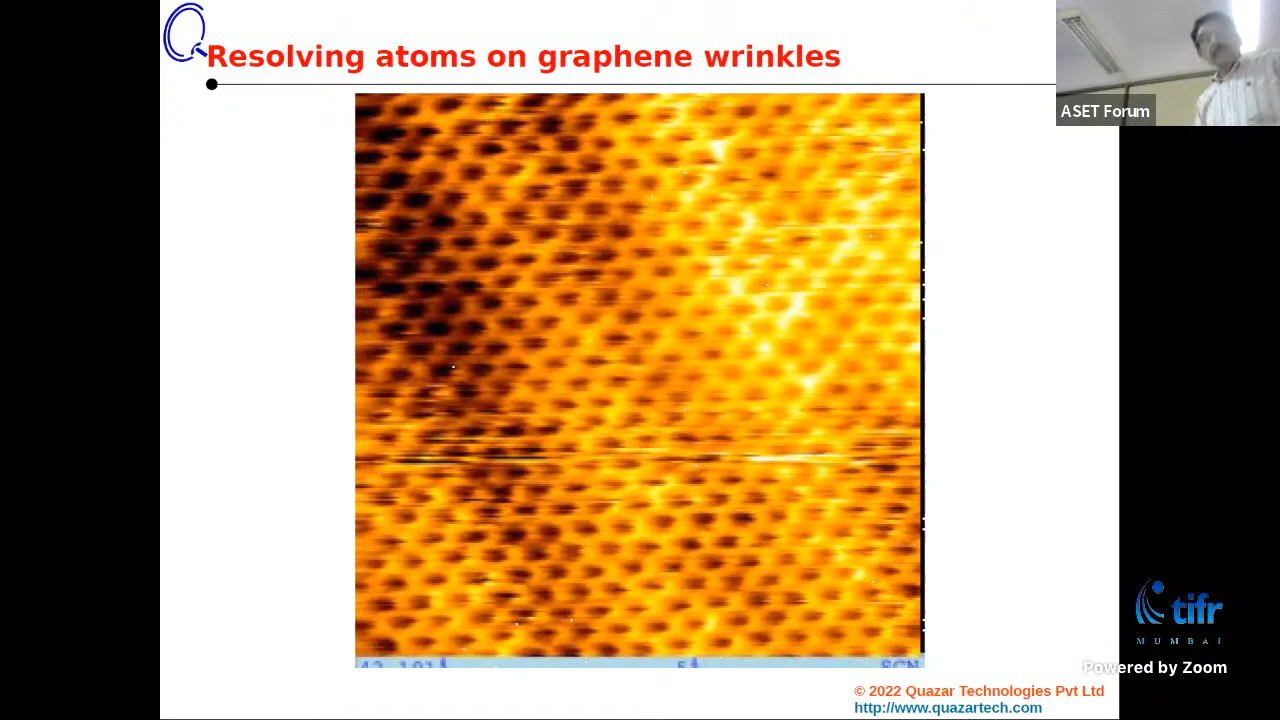 Resolving atoms on graphene wrinkles
ASET Forum
tifr
MUMBAI
Powered by Zoom
© 2022 Quazar Technologies Pvt Ltd
http://www.quazartech.com